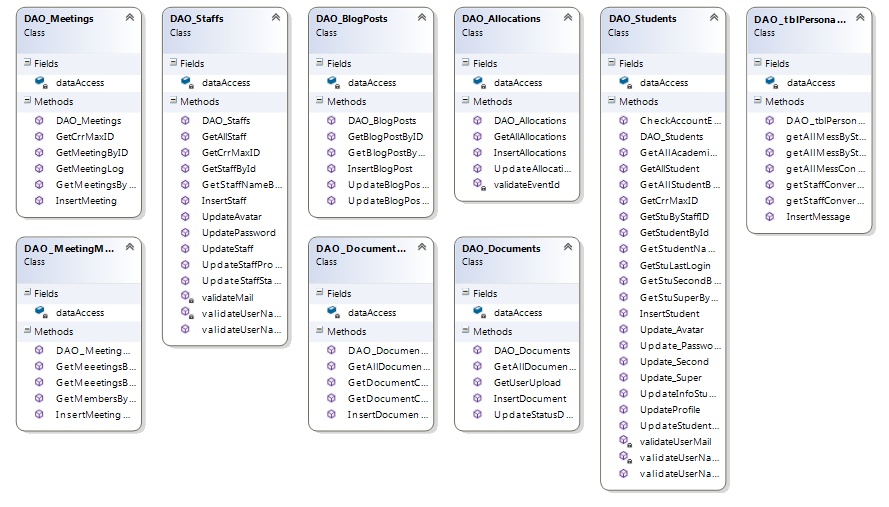 DAO_Meetings
Class
Fields
dataAccess
Methods
DAO_Meetings
GetCrrMaxID
GetMeetingByID
GetMeetingLog
GetMeetingsBy...
InsertMeeting
DAO_Staffs
Class
Fields
dataAccess
Methods
DAO_Staffs
GetAllStaff
GetCrrMaxID
GetStaffById
GetStaffNameB...
InsertStaff
UpdateAvatar
UpdatePassword
UpdateStaff
UpdateStaffPro...
UpdateStaffSta...
validateMail
validateUserNa...
validateUserNa...
DAO_BlogPosts
Class
Fields
dataAccess
Methods
DAO_BlogPosts
GetBlogPostByID
GetBlogPostBy...
InsertBlogPost
UpdateBlogPos...
UpdateBlogPos...
DAO_Allocations
Class
Fields
dataAccess
Methods
DAO_Allocations
GetAllAllocations
InsertAllocations
UpdateAllocatio...
validateEventId
DAO_Students
Class
Fields
dataAccess
Methods
CheckAccountE...
DAO_Students
GetAllAcademi...
GetAllStudent
GetAllStudentB...
GetCrrMaxID
GetStuByStaffID
GetStudentById
GetStudentNa...
GetStuLastLogin
GetStuSecondB...
GetStuSuperBy...
InsertStudent
Update_Avatar
Update_Passwo...
Update_Second
Update_Super
UpdateInfoStu...
UpdateProfile
UpdateStudent...
validateUserMail
validateUserNa...
validateUserNa...
DAO_tblPersona...
Class
Fields
dataAccess
Methods
DAO_tblPerson...
getAllMessBySt...
getAllMessBySt...
getAllMessCon...
getStaffConver...
getStaffConver...
InsertMessage
DAO_MeetingM...
Class
Fields
dataAccess
Methods
DAO_Meeting...
GetMeeetingsB...
GetMeeetingsB...
GetMembersBy...
InsertMeeting...
DAO_Document...
Class
Fields
dataAccess
Methods
DAO_Documen...
GetAllDocumen...
GetDocumentC...
GetDocumentC...
InsertDocumen...
DAO_Documents
Class
Fields
dataAccess
Methods
DAO_Documents
GetAllDocumen...
GetUserUpload
InsertDocument
UpdateStatusD...